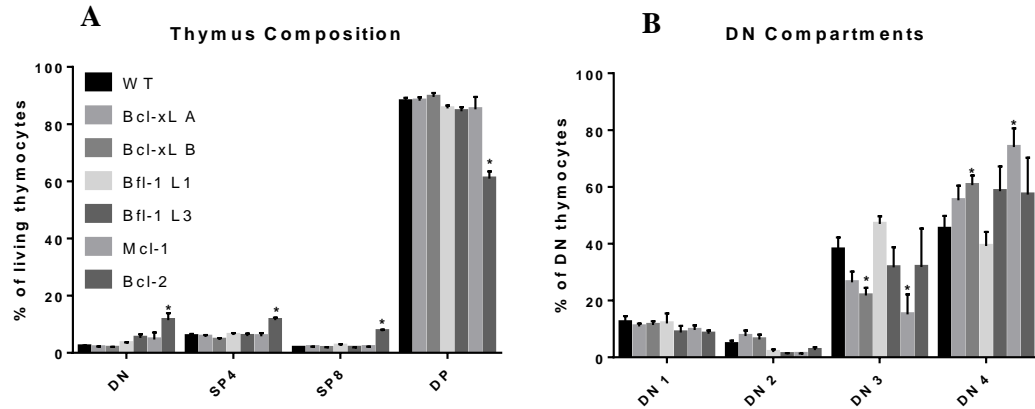 A
Thymus Composition
% of living thymocytes
100
80
60
40
20
0
WT
Bcl-xL A
Bcl-xL B
Bfl-1 L1
Bfl-1 L3
Mcl-1
Bcl-2
*
*
*
*
DN
SP4
SP8
DP
B
DN Compartments
% of DN thymocytes
100
80
60
40
20
0
*
*
*
*
DN 1
DN 2
DN 3
DN 4